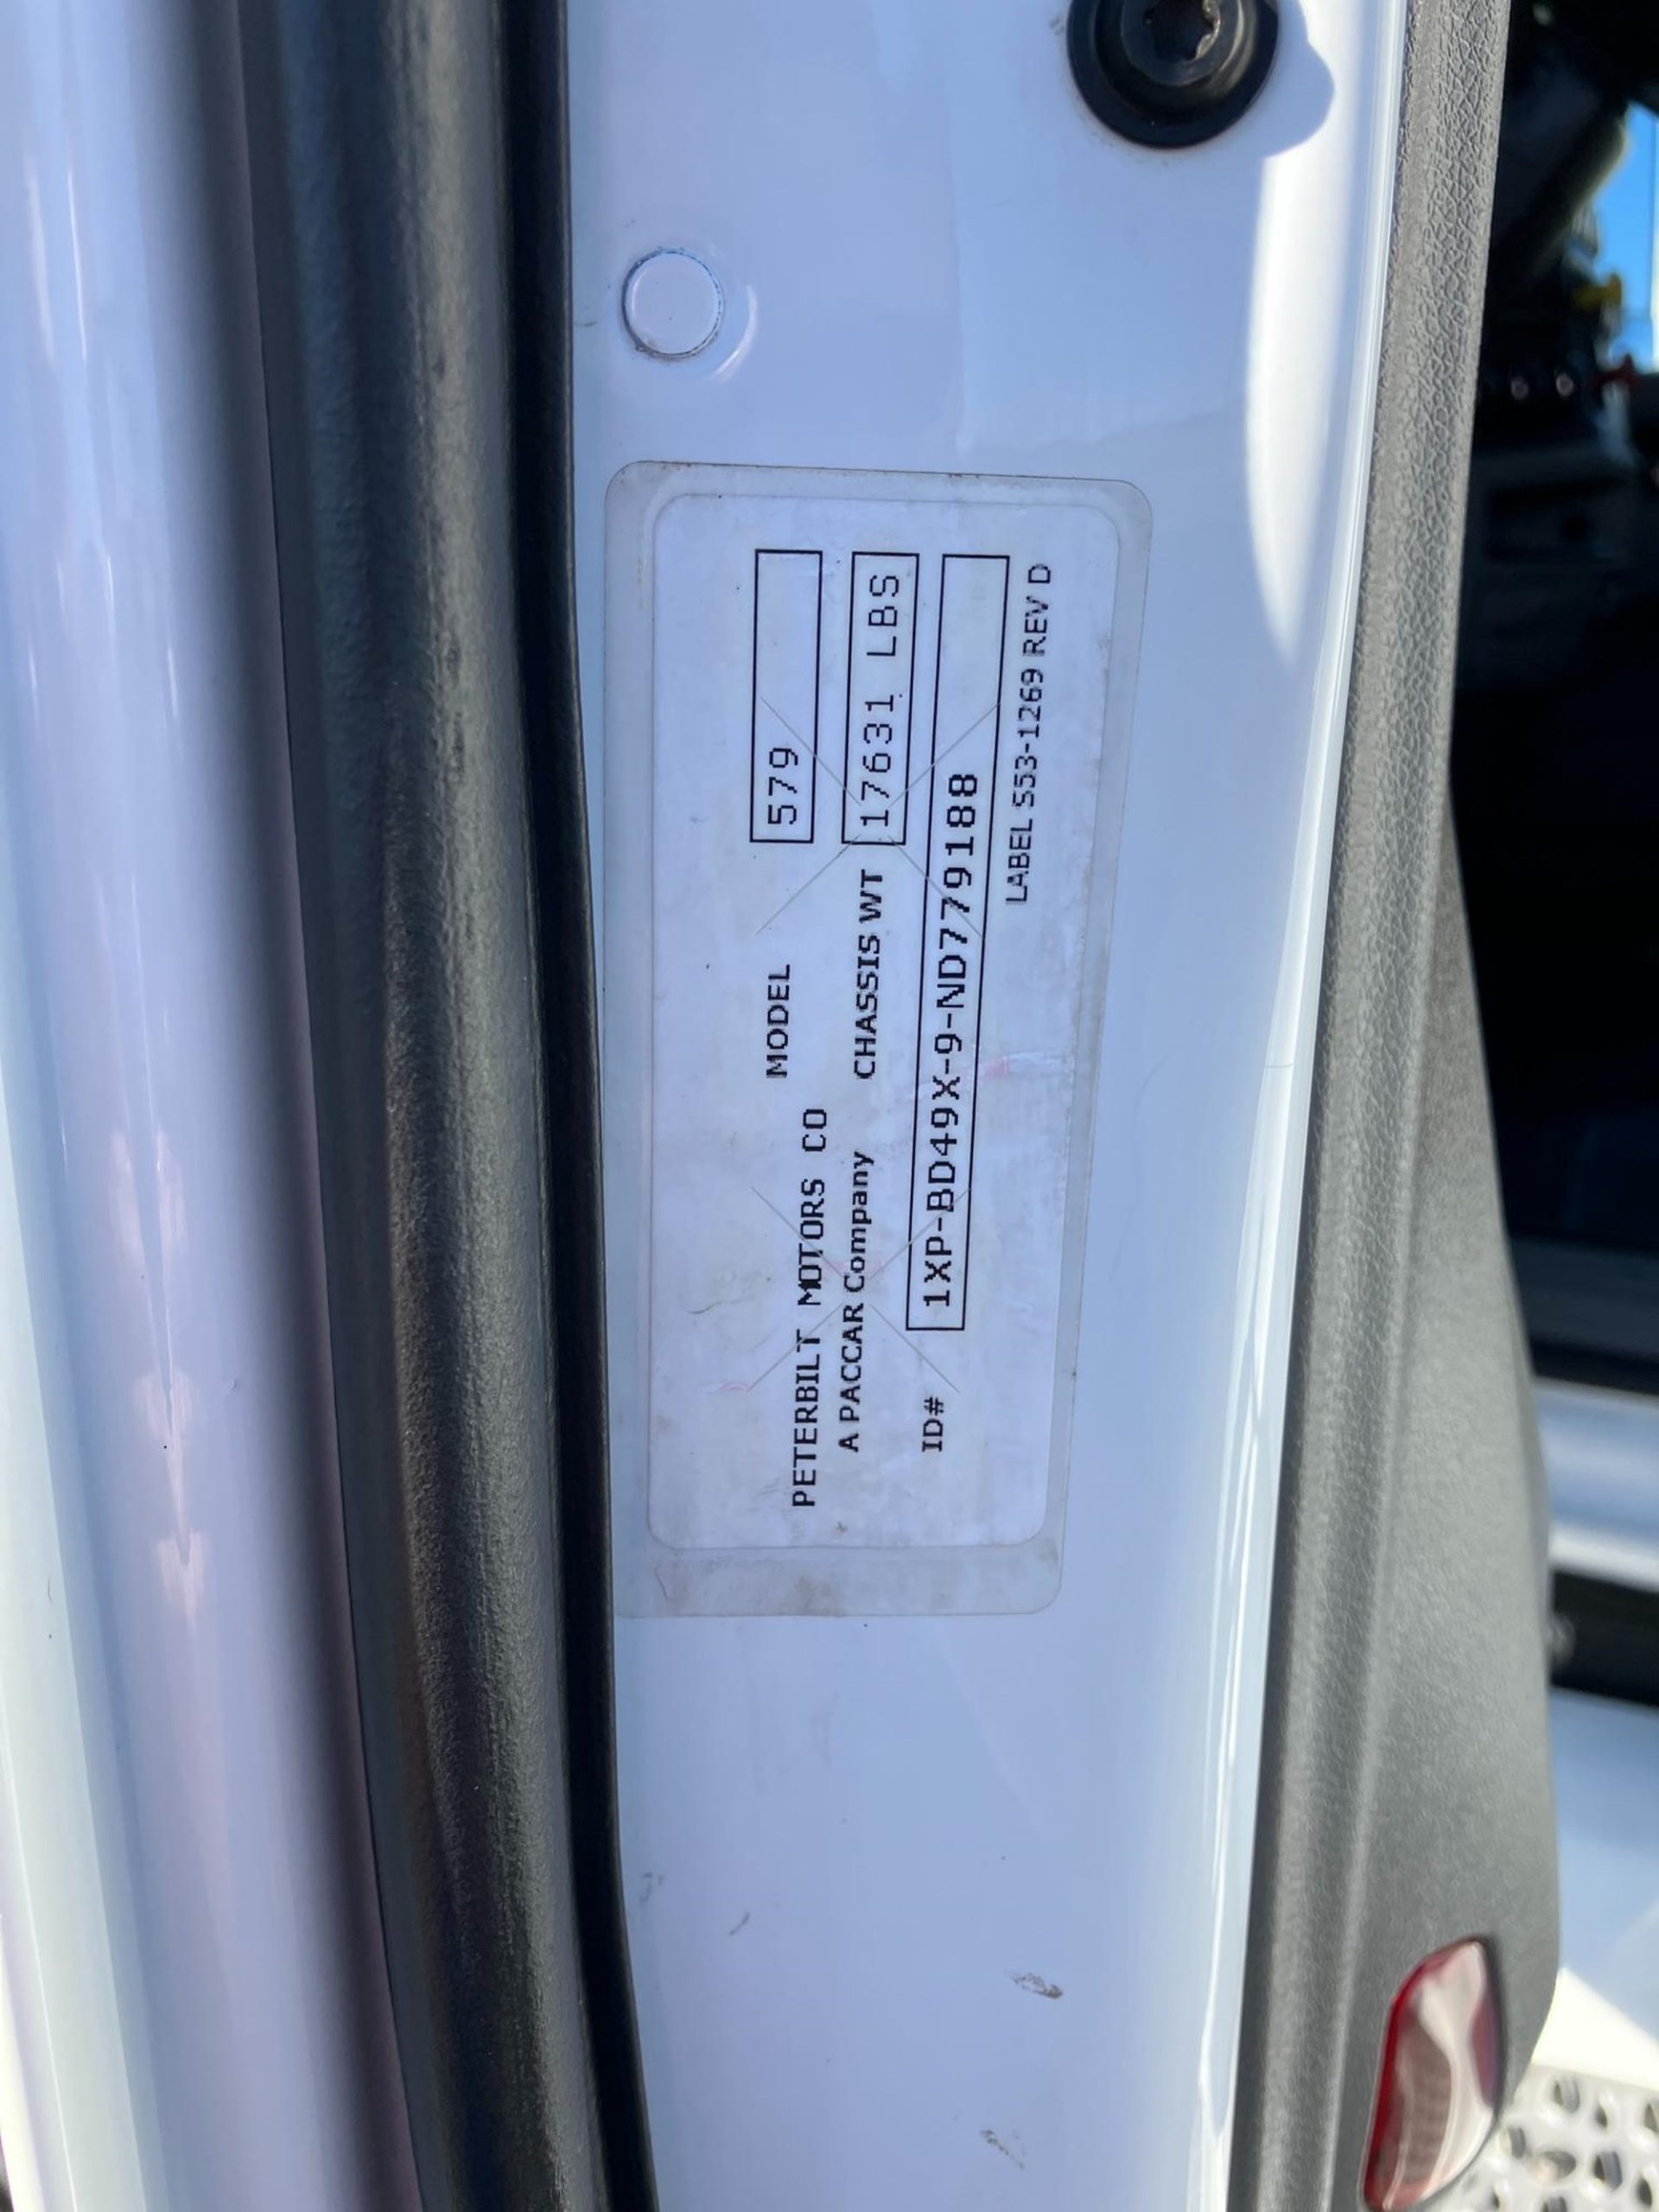 MODEL 579
PETERBILT MOTORS CO
A PACCAR Company CHASSIS WT 17631 LBS
ID# 1XP-BD49X-9-ND779188
LABEL S53-1269 REV D